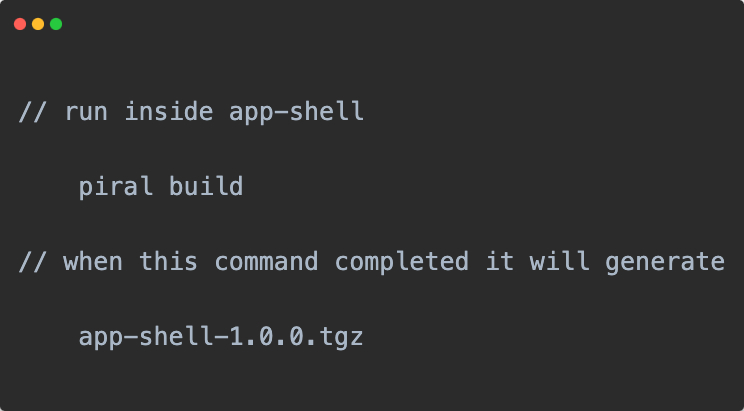 // run inside app-shell
piral build
// when this command completed it will generate
app-shell-1.0.0.tgz